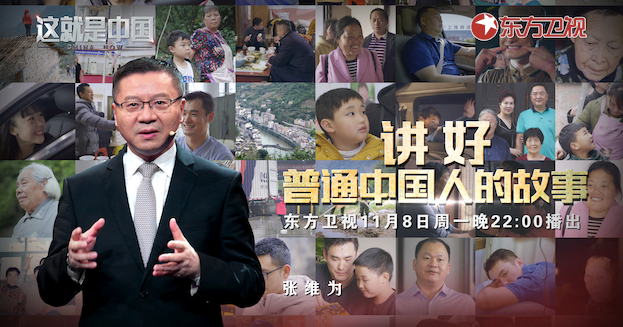 这就是中国
CHINA NOW
东方卫视
讲好
普通中国人的故事
东方卫视11月8日周一晚22:00播出
张维为